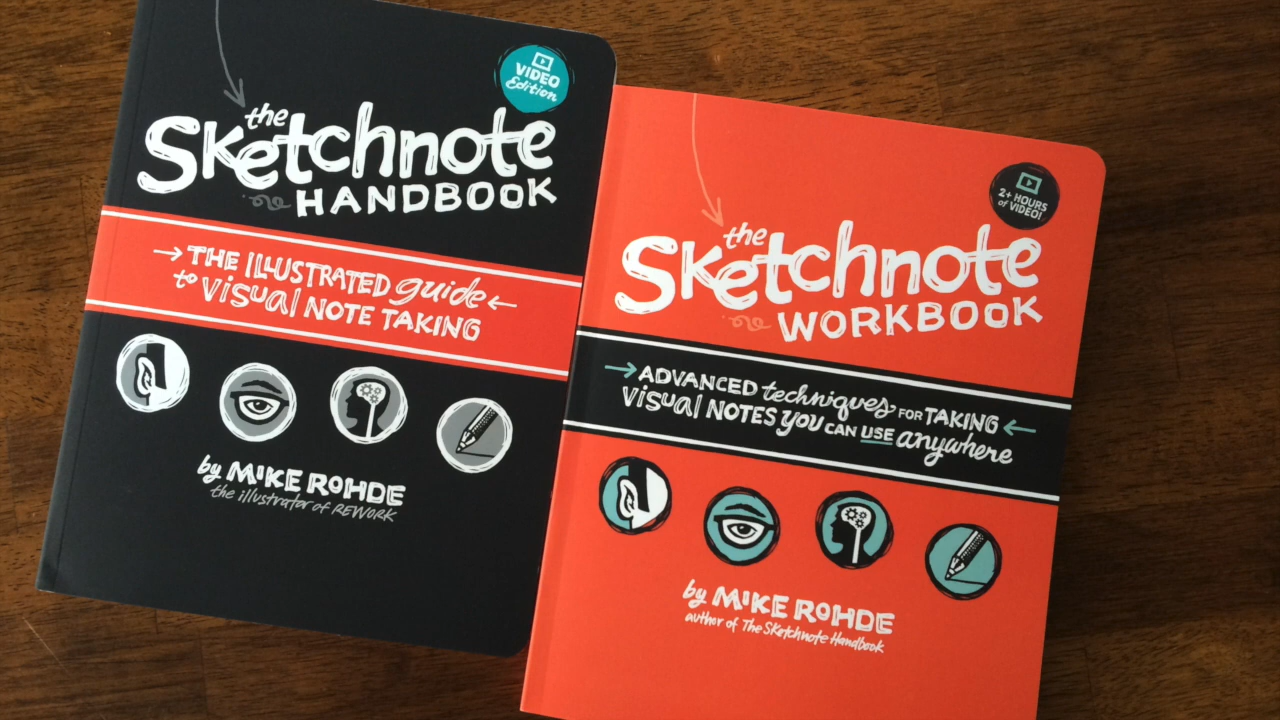 VIDEO
Edition
the
Sketchnote
HANDBOOK
THE ILLUSTRATED guide
to visual NOTE TAKING
by MIKE ROHDE
the illustrator of REWORK
2+ HOURS
of VIDEO!
the
Sketchnote
WORKBOOK
ADVANCED techniques FOR TAKING
visual NOTES you CAN USE anywhere
by MIKE ROHDE
author of The Sketchnote Handbook